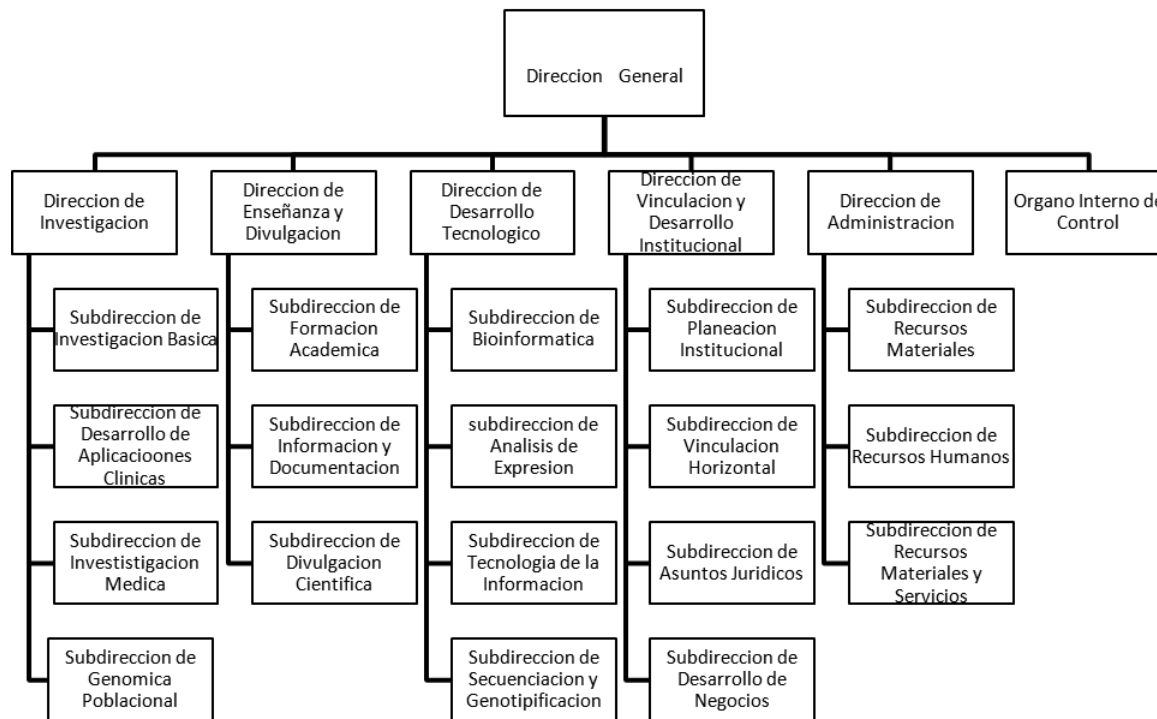 Direccion General
Direccion de
Investigacion
Direccion de
Enseñanza y
Divulgacion
Direccion de
Desarrollo
Tecnologico
Direccion de
Vinculacion y
Desarrollo
Institucional
Direccion de
Administracion
Organo Interno de
Control
Subdireccion de
Investigacion Basica
Subdireccion de
Desarrollo de
Aplicacioones
Clinicas
Subdireccion de
Investistigacion
Medica
Subdireccion de
Genomica
Poblacional
Subdireccion de
Formacion
Academica
Subdireccion de
Informacion y
Documentacion
Subdireccion de
Divulgacion
Cientifica
Subdireccion de
Bioinformatica
subdireccion de
Analisis de
Expresion
Subdireccion de
Tecnologia de la
Informacion
Subdireccion de
Secuenciacion y
Genotipificacion
Subdireccion de
Planeacion
Institucional
Subdireccion de
Vinculacion
Horizontal
Subdireccion de
Asuntos Juridicos
Subdireccion de
Desarrollo de
Negocios
Subdireccion de
Recursos
Materiales
Subdireccion de
Recursos Humanos
Subdireccion de
Recursos
Materiales y
Servicios